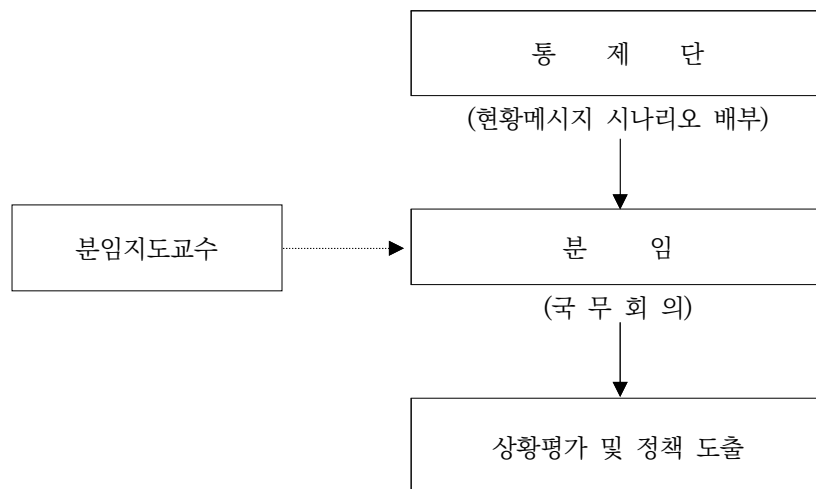 통 제 단
(현황메시지 시나리오 배부)
분임지도교수
분 임
(국 무 회 의)
상황평가 및 정책 도출